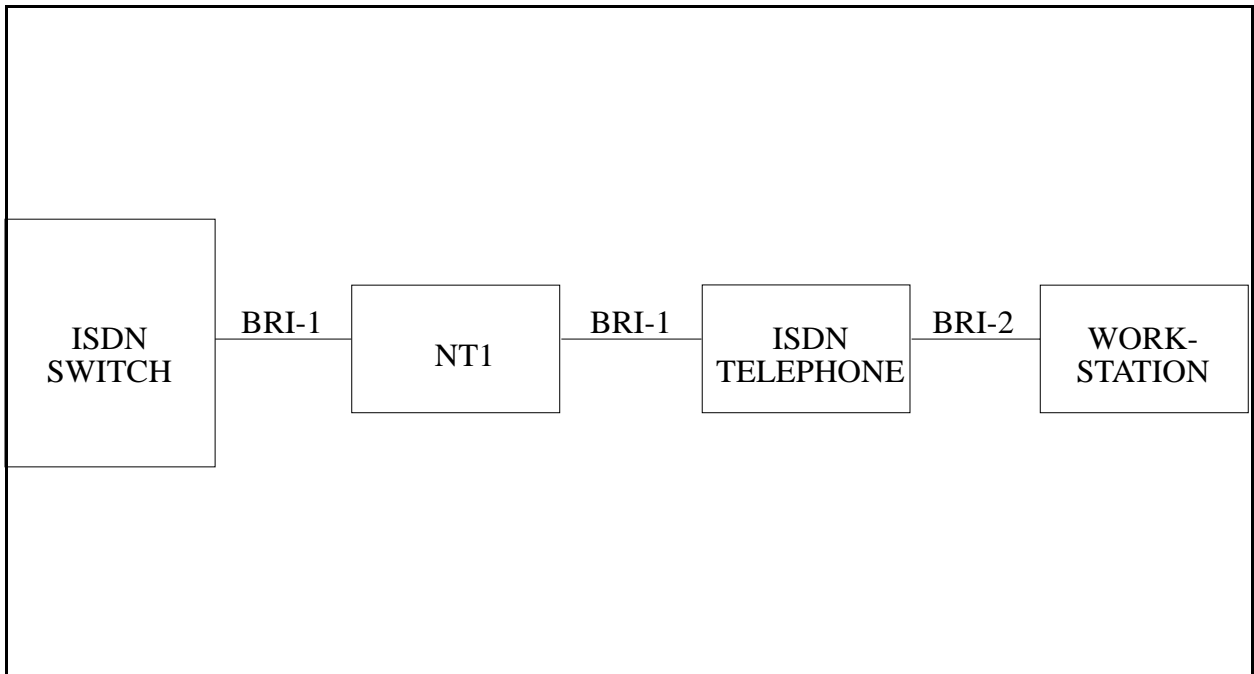 ISDN
SWITCH
BRI-1
NT1
BRI-1
ISDN
TELEPHONE
BRI-2
WORK-
STATION